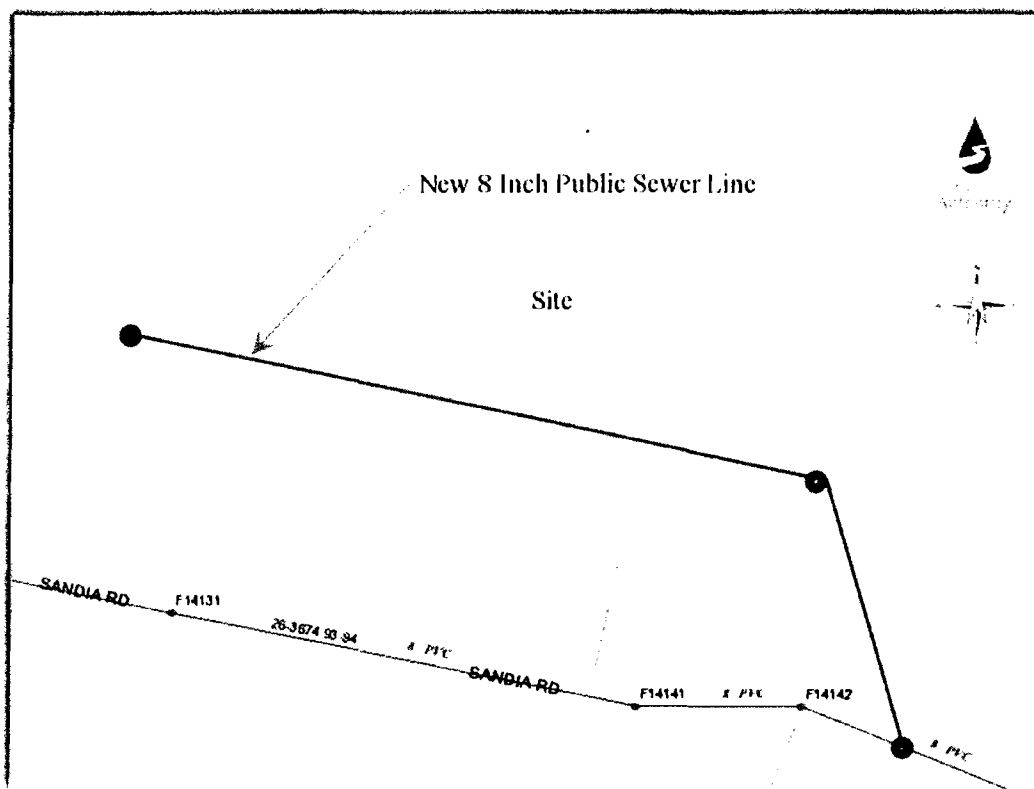 New 8 Inch Public Sewer Line
Site
SANDIA RD
F14131
26-3674 93-94
8 PVC
SANDIA RD
F14141
8 PVC
F14142
8 PVC